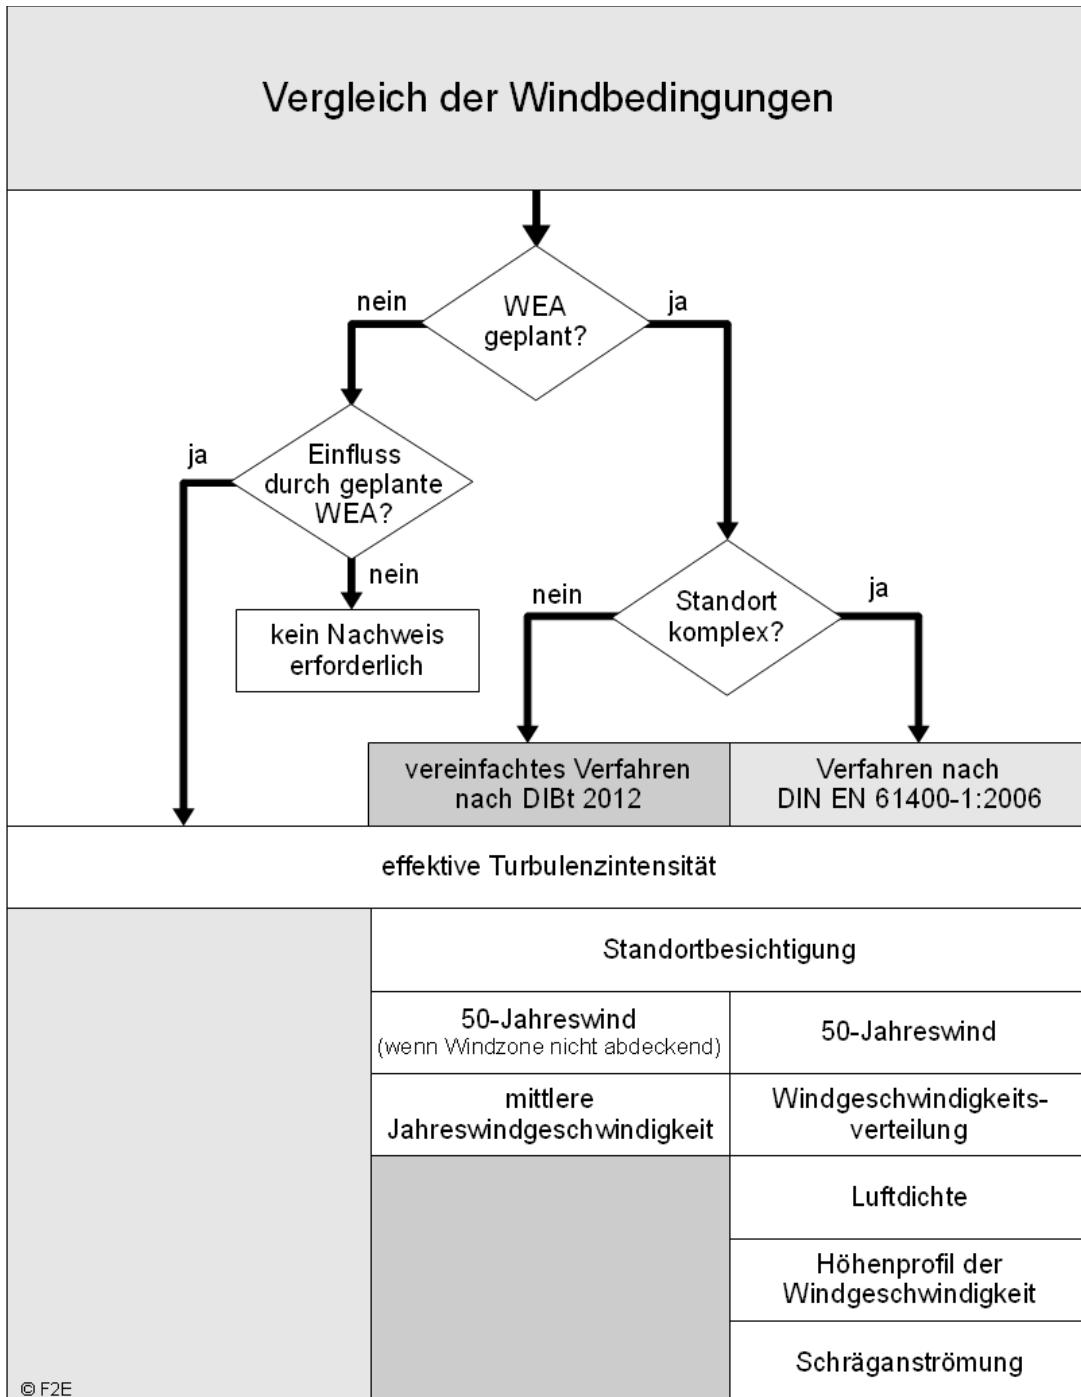 Vergleich der Windbedingungen
nein
WEA
geplant?
ja
ja
Einfluss
durch geplante
WEA?
nein
kein Nachweis
erforderlich
nein
Standort
komplex?
ja
vereinfachtes Verfahren
nach DIBt 2012
Verfahren nach
DIN EN 61400-1:2006
effektive Turbulenzintensität
Standortbesichtigung
50-Jahreswind
(wenn Windzone nicht abdeckend)
50-Jahreswind
mittlere
Jahreswindgeschwindigkeit
Windgeschwindigkeits-
verteilung
Luftdichte
Höhenprofil der
Windgeschwindigkeit
Schräganströmung
© F2E